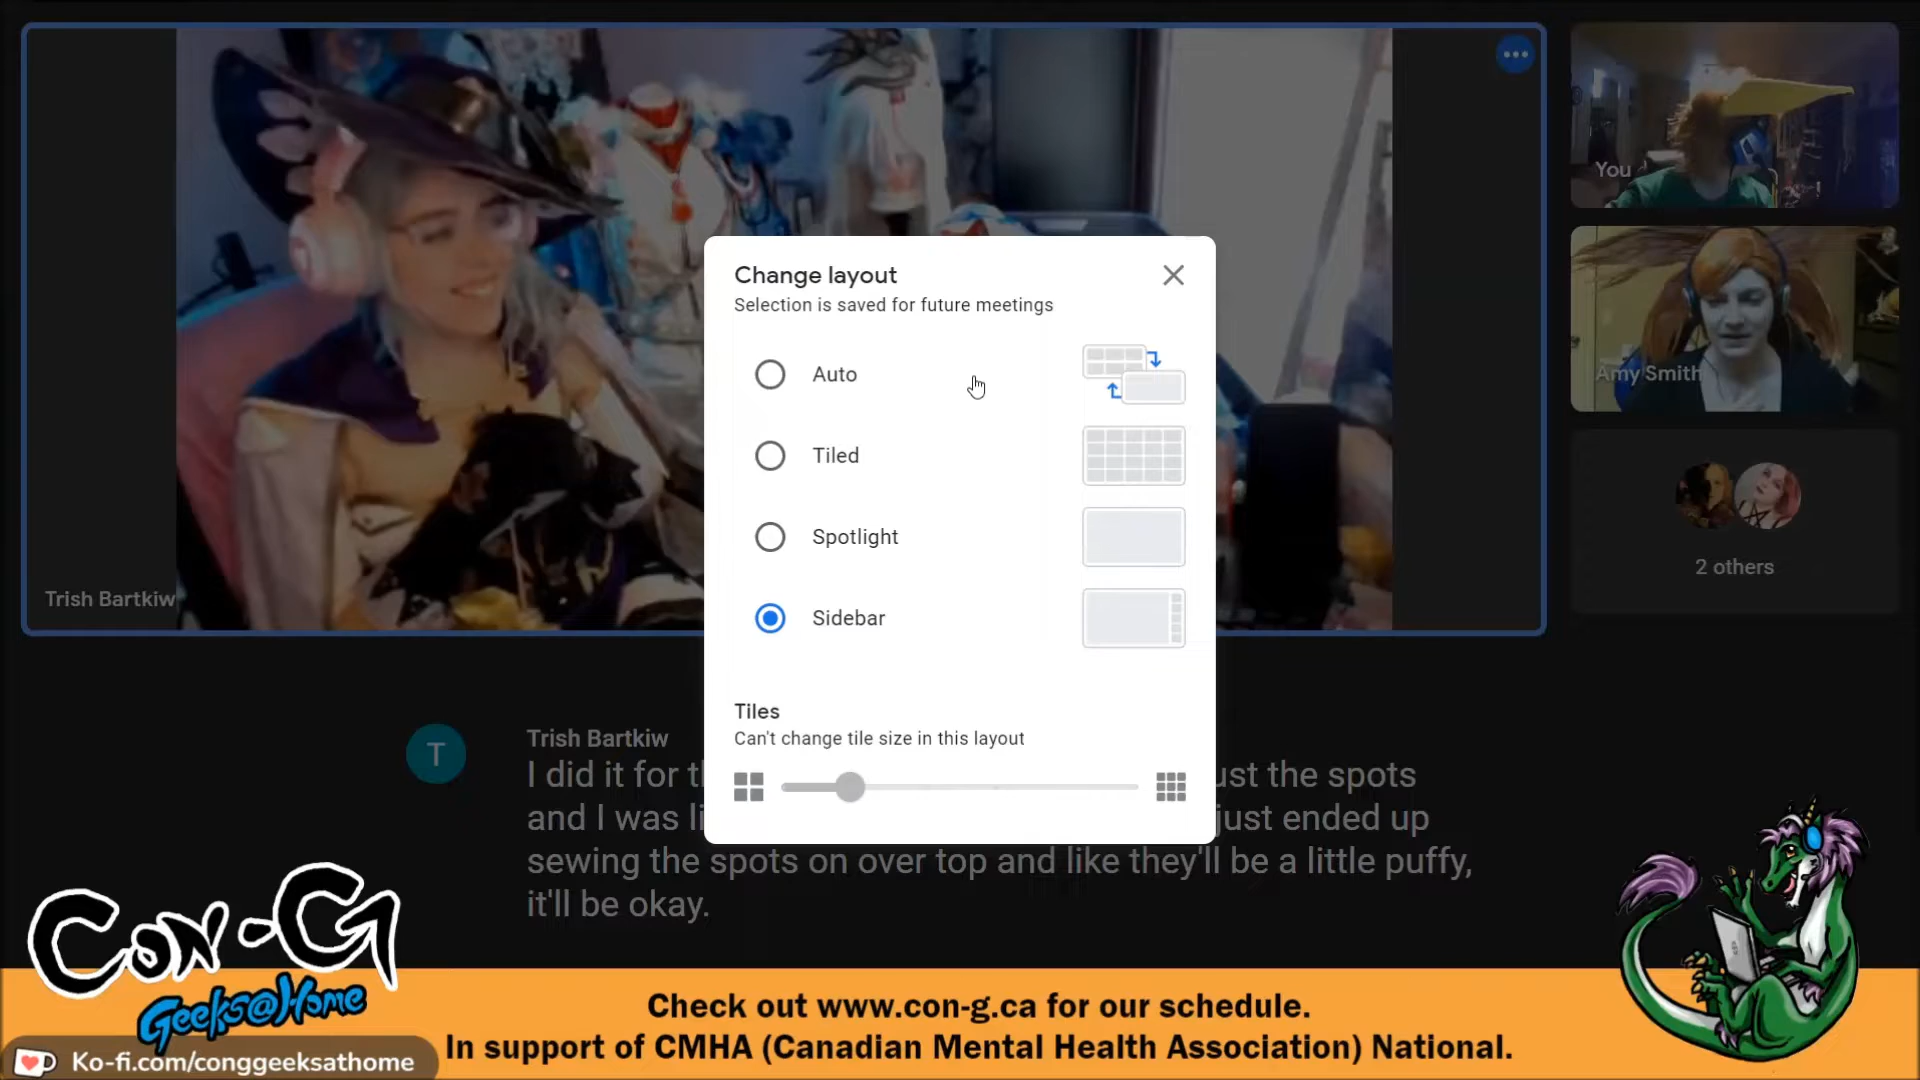 You
Amy Smith
2 others
Trish Bartkiw
Change layout
Selection is saved for future meetings
Auto
Tiled
Spotlight
Sidebar
Tiles
Can't change tile size in this layout
T
Trish Bartkiw
I did it for ust the spots
and I was just ended up
sewing the spots on over top and like they'll be a little puffy,
it'll be okay.
Con-G
Geeks@Home
Ko-fi.com/conggeeksathome
Check out www.con-g.ca for our schedule.
In support of CMHA (Canadian Mental Health Association) National.